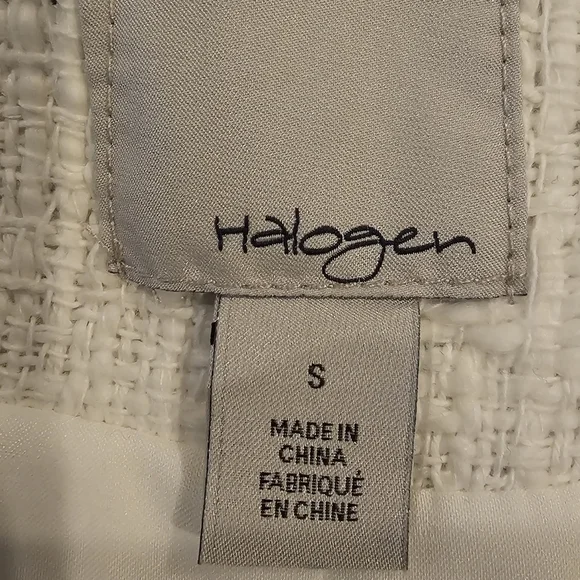 Halogen
S
MADE IN
CHINA
FABRIQUÉ
EN CHINE